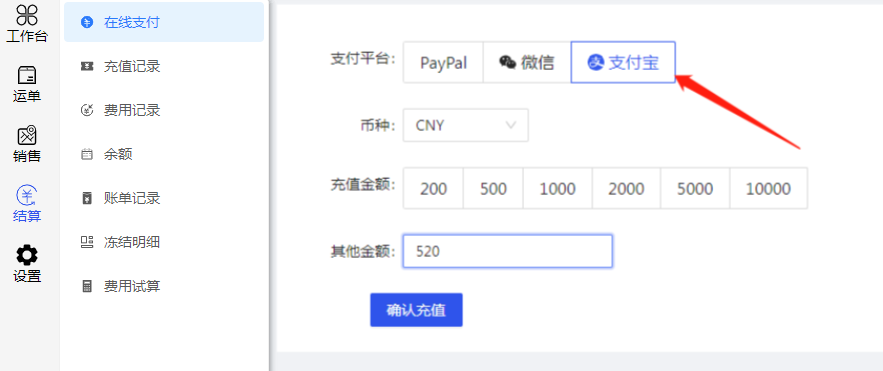 工作台
运单
销售
结算
设置
在线支付
充值记录
费用记录
余额
账单记录
冻结明细
费用试算
支付平台: PayPal 微信 支付宝
币种: CNY
充值金额: 200 500 1000 2000 5000 10000
其他金额: 520
确认充值